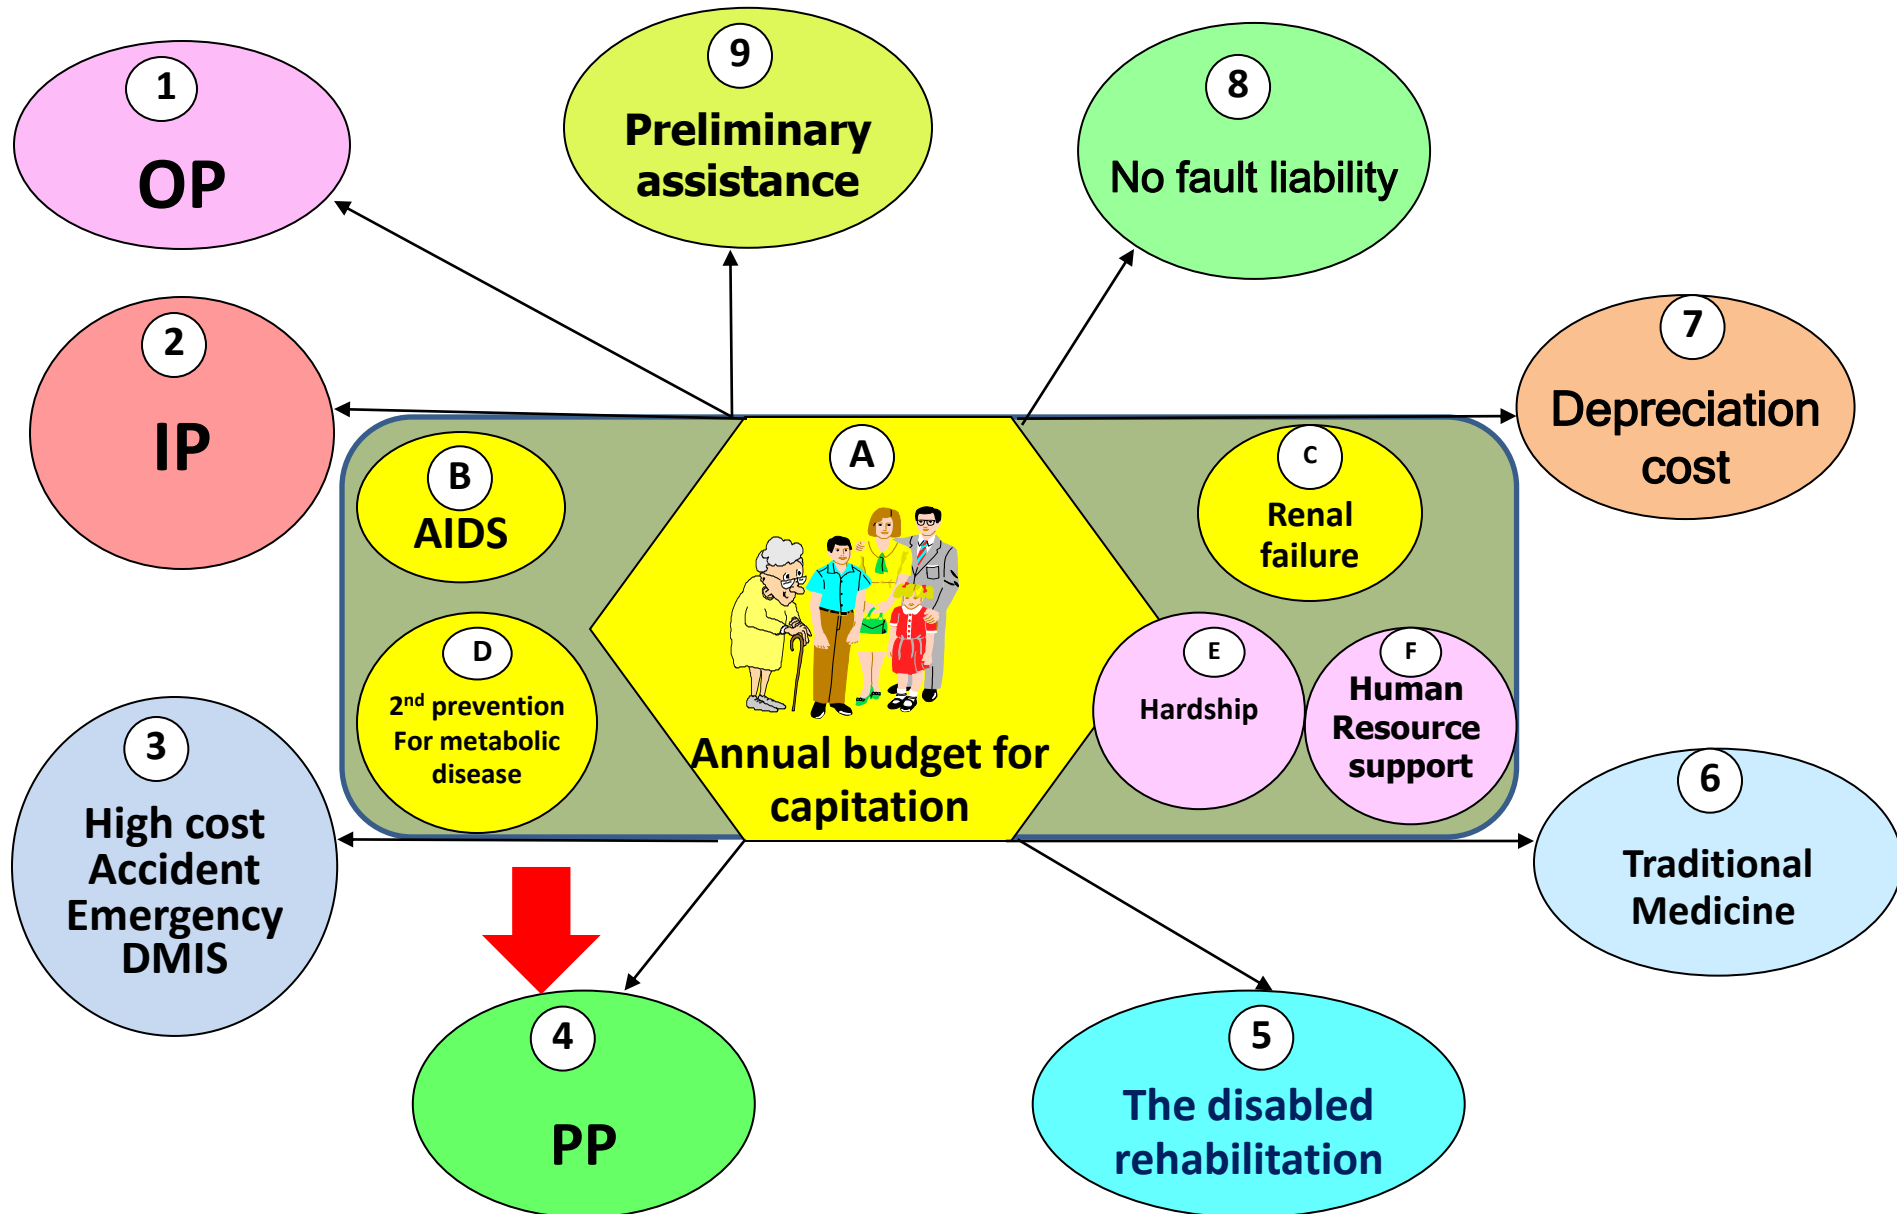 1
OP
9
Preliminary
assistance
8
No fault liability
2
IP
7
Depreciation
cost
B
AIDS
A
C
Renal
failure
D
2nd prevention
For metabolic
disease
Annual budget for
capitation
E
Hardship
F
Human
Resource
support
3
High cost
Accident
Emergency
DMIS
6
Traditional
Medicine
4
PP
5
The disabled
rehabilitation